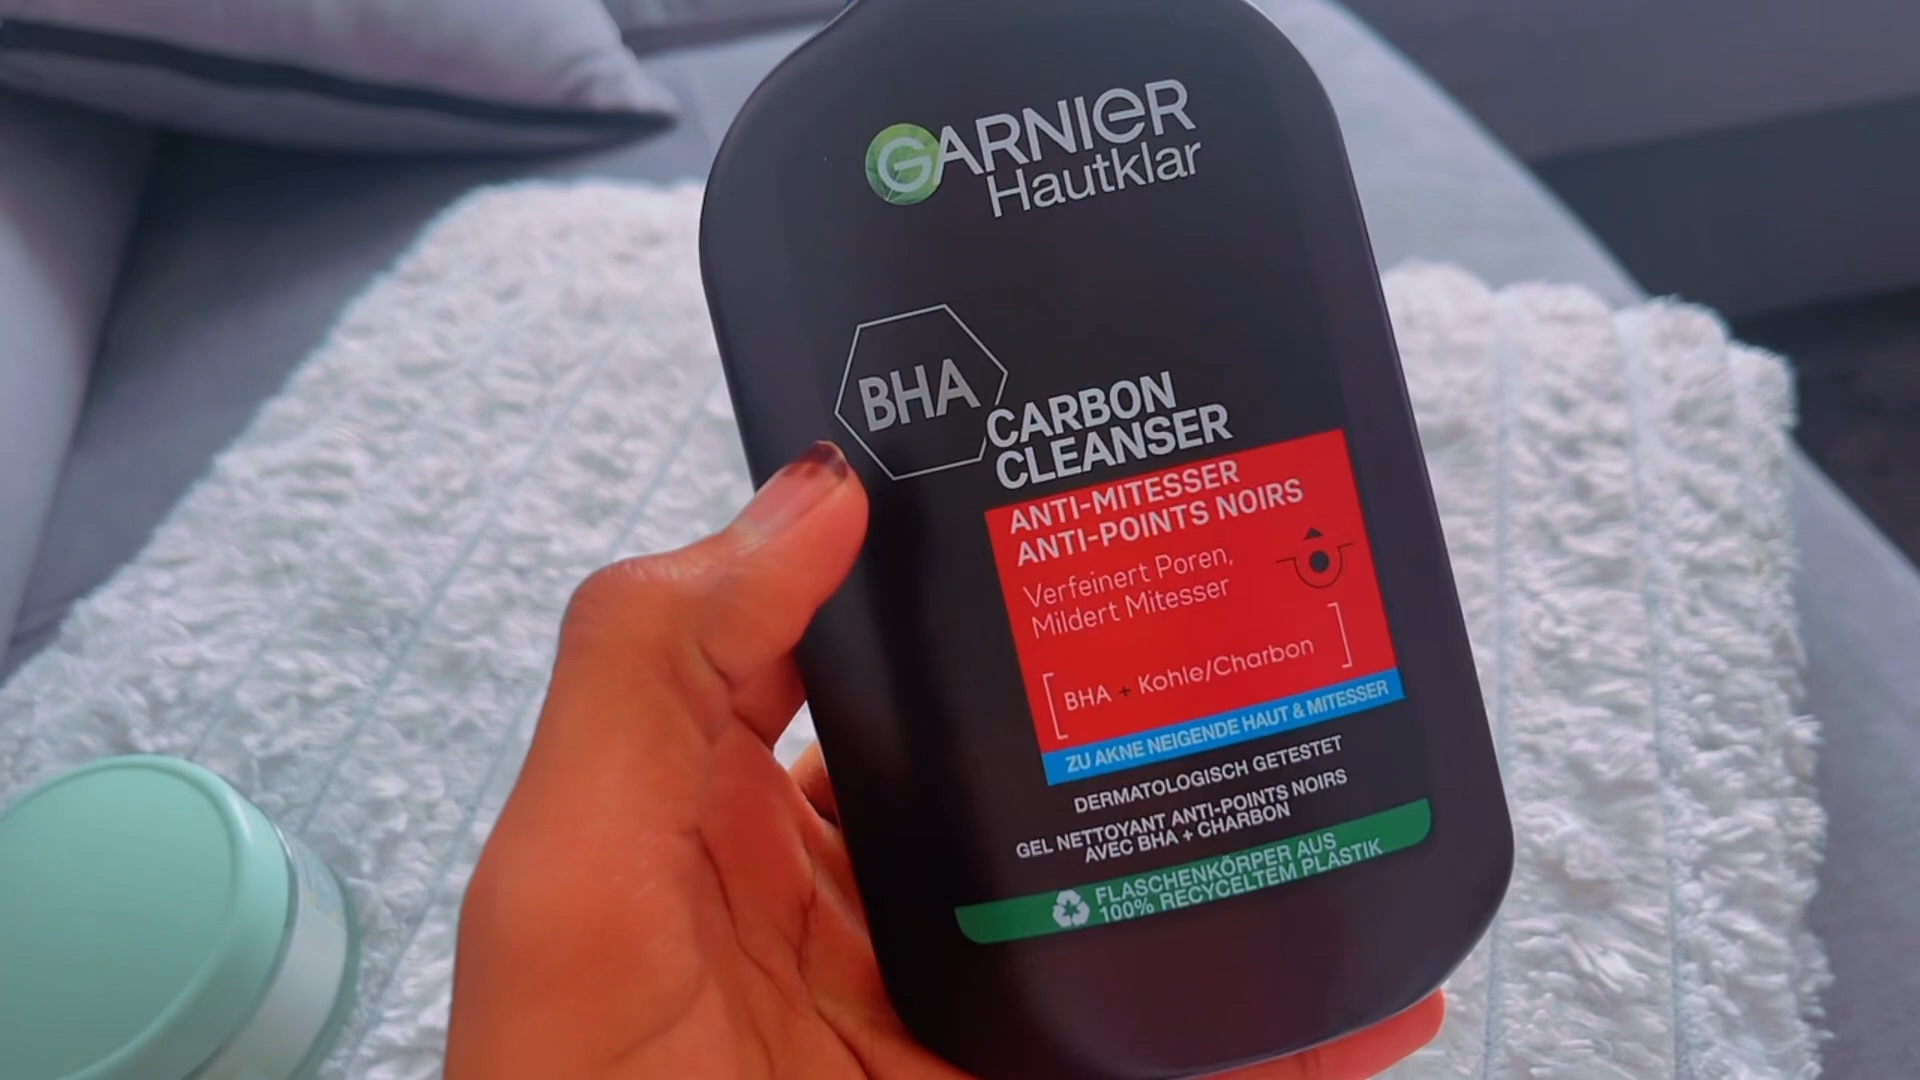 GARNIER
Hautklar
BHA
CARBON
CLEANSER
ANTI-MITESSER
ANTI-POINTS NOIRS
Verfeinert Poren,
Mildert Mitesser
[BHA + Kohle/Charbon]
ZU AKNE NEIGENDE HAUT & MITESSER
DERMATOLOGISCH GETESTET
GEL NETTOYANT ANTI-POINTS NOIRS
AVEC BHA + CHARBON
FLASCHENKÖRPER AUS
100% RECYCELTEM PLASTIK